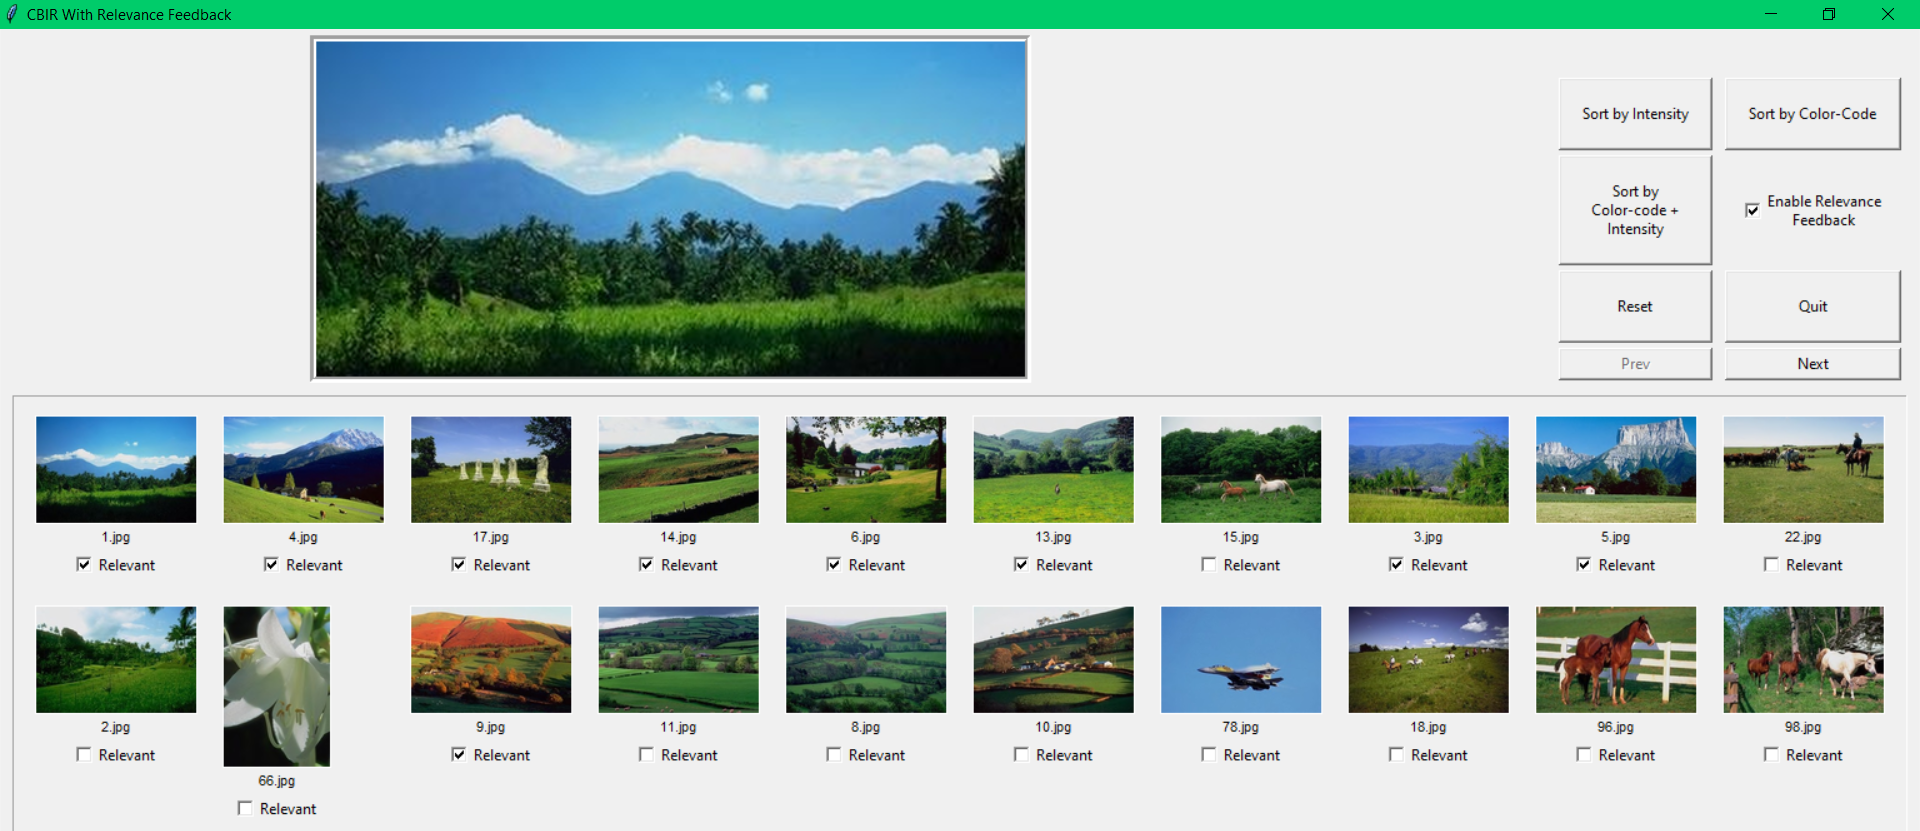 CBIR With Relevance Feedback
Sort by Intensity
Sort by Color-Code
Sort by
Color-code +
Intensity
Enable Relevance
Feedback
Reset
Quit
Prev
Next
1.jpg
4.jpg
17.jpg
14.jpg
6.jpg
13.jpg
15.jpg
3.jpg
5.jpg
22.jpg
Relevant
Relevant
Relevant
Relevant
Relevant
Relevant
Relevant
Relevant
Relevant
Relevant
2.jpg
9.jpg
11.jpg
8.jpg
10.jpg
78.jpg
18.jpg
96.jpg
98.jpg
Relevant
Relevant
Relevant
Relevant
Relevant
Relevant
Relevant
Relevant
Relevant
66.jpg
Relevant